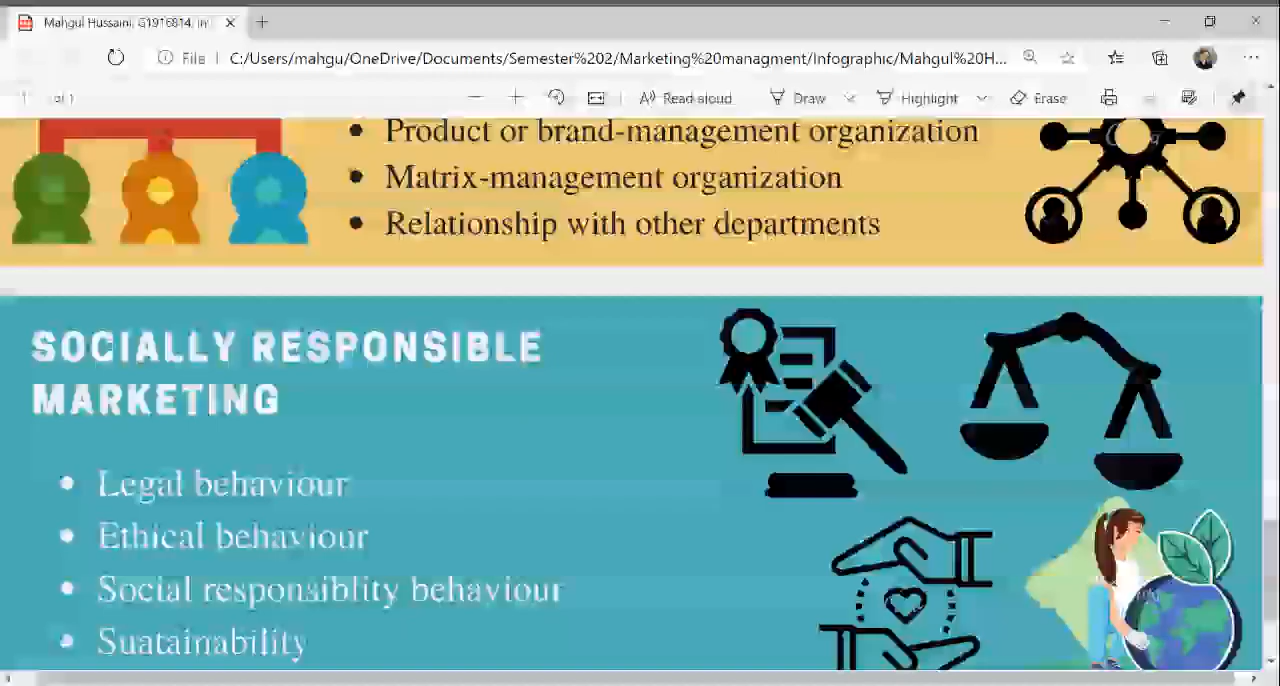 Mahgul Hussaini, G1916814, in
File
C:/Users/mahgu/OneDrive/Documents/Semester%202/Marketing%20managment/Infographic/Mahgul%20H...
of 1
Read aloud
Draw
Highlight
Erase
Product or brand-management organization
Matrix-management organization
Relationship with other departments
SOCIALLY RESPONSIBLE
MARKETING
Legal behaviour
Ethical behaviour
Social responsiblity behaviour
Suatainability